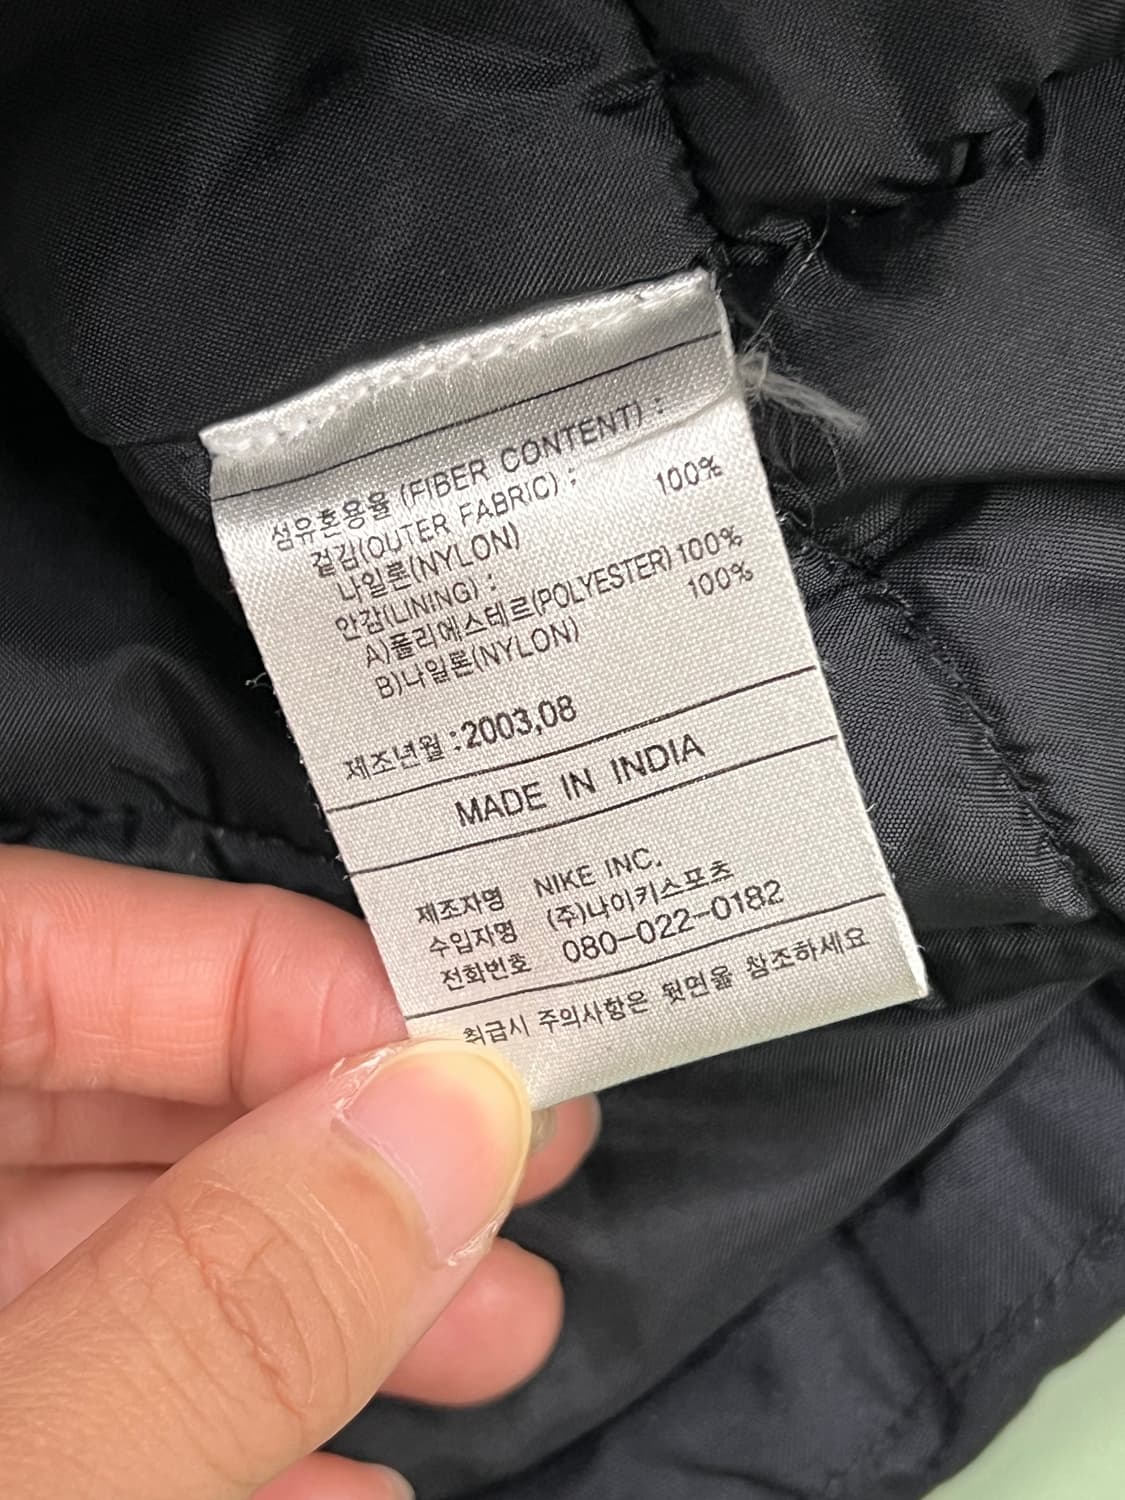 섬유혼용율 (FIBER CONTENT) :
겉감(OUTER FABRIC) :
나일론(NYLON) 100%
안감(LINING) :
A)폴리에스테르(POLYESTER) 100%
B)나일론(NYLON) 100%
제조년월 : 2003,08
MADE IN INDIA
제조자명 NIKE INC.
수입자명 (주)나이키스포츠
전화번호 080-022-0182
취급시 주의사항은 뒷면을 참조하세요